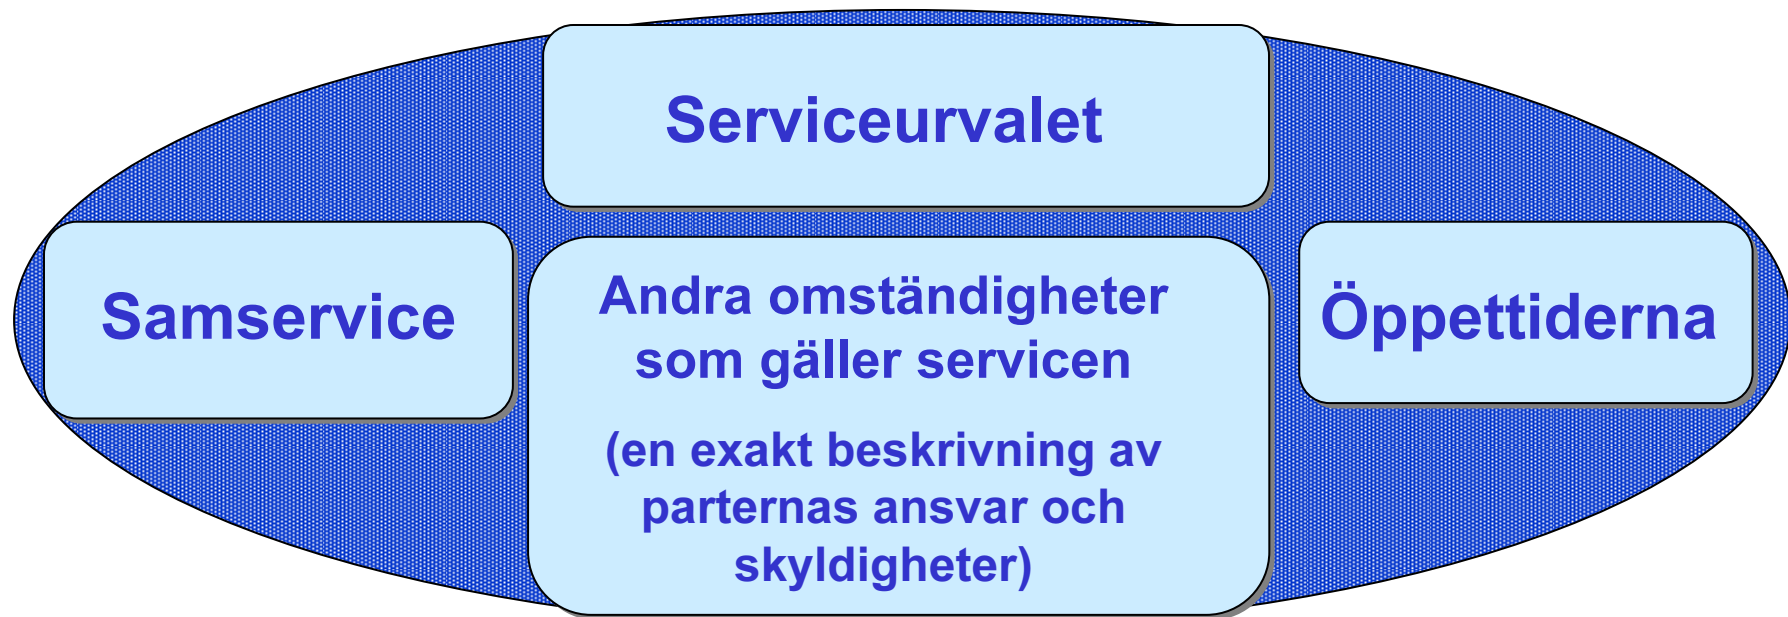 Serviceurvalet
Samservice
Andra omständigheter
som gäller servicen
(en exakt beskrivning av
parternas ansvar och
skyldigheter)
Öppettiderna